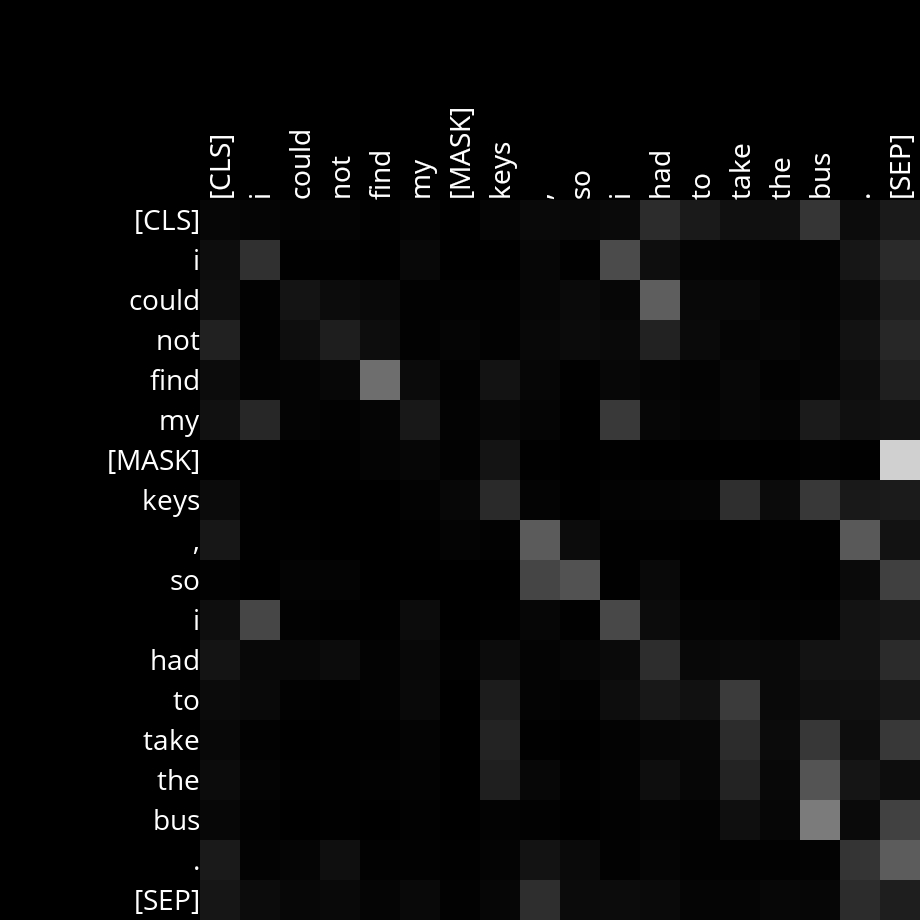 [CLS] i could not find my [MASK] keys , so i had to take the bus . [SEP]
[CLS]
i
could
not
find
my
[MASK]
keys
,
so
i
had
to
take
the
bus
.
[SEP]